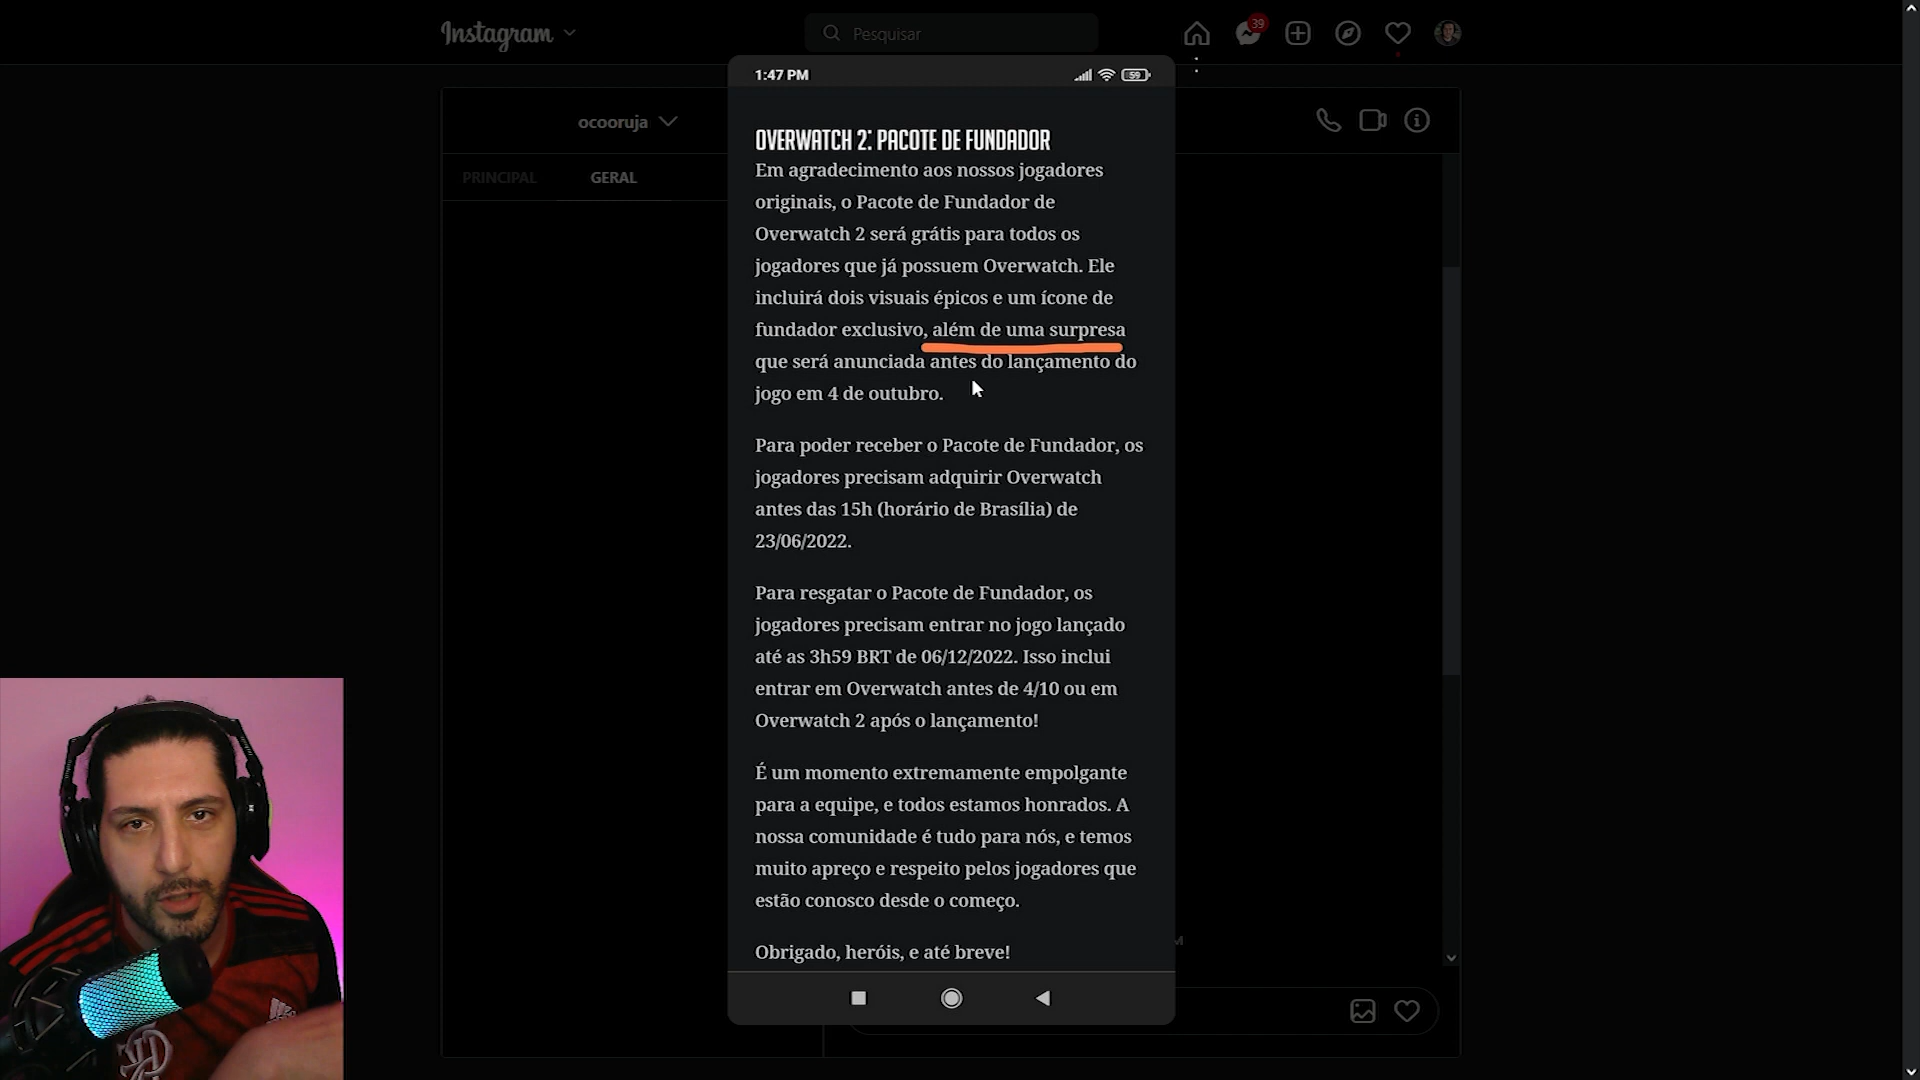 Instagram
Pesquisar
39
1:47 PM
59
ocooruja
PRINCIPAL
GERAL
OVERWATCH 2: PACOTE DE FUNDADOR
Em agradecimento aos nossos jogadores
originais, o Pacote de Fundador de
Overwatch 2 será grátis para todos os
jogadores que já possuem Overwatch. Ele
incluirá dois visuais épicos e um ícone de
fundador exclusivo, além de uma surpresa
que será anunciada antes do lançamento do
jogo em 4 de outubro.
Para poder receber o Pacote de Fundador, os
jogadores precisam adquirir Overwatch
antes das 15h (horário de Brasília) de
23/06/2022.
Para resgatar o Pacote de Fundador, os
jogadores precisam entrar no jogo lançado
até as 3h59 BRT de 06/12/2022. Isso inclui
entrar em Overwatch antes de 4/10 ou em
Overwatch 2 após o lançamento!
É um momento extremamente empolgante
para a equipe, e todos estamos honrados. A
nossa comunidade é tudo para nós, e temos
muito apreço e respeito pelos jogadores que
estão conosco desde o começo.
Obrigado, heróis, e até breve!